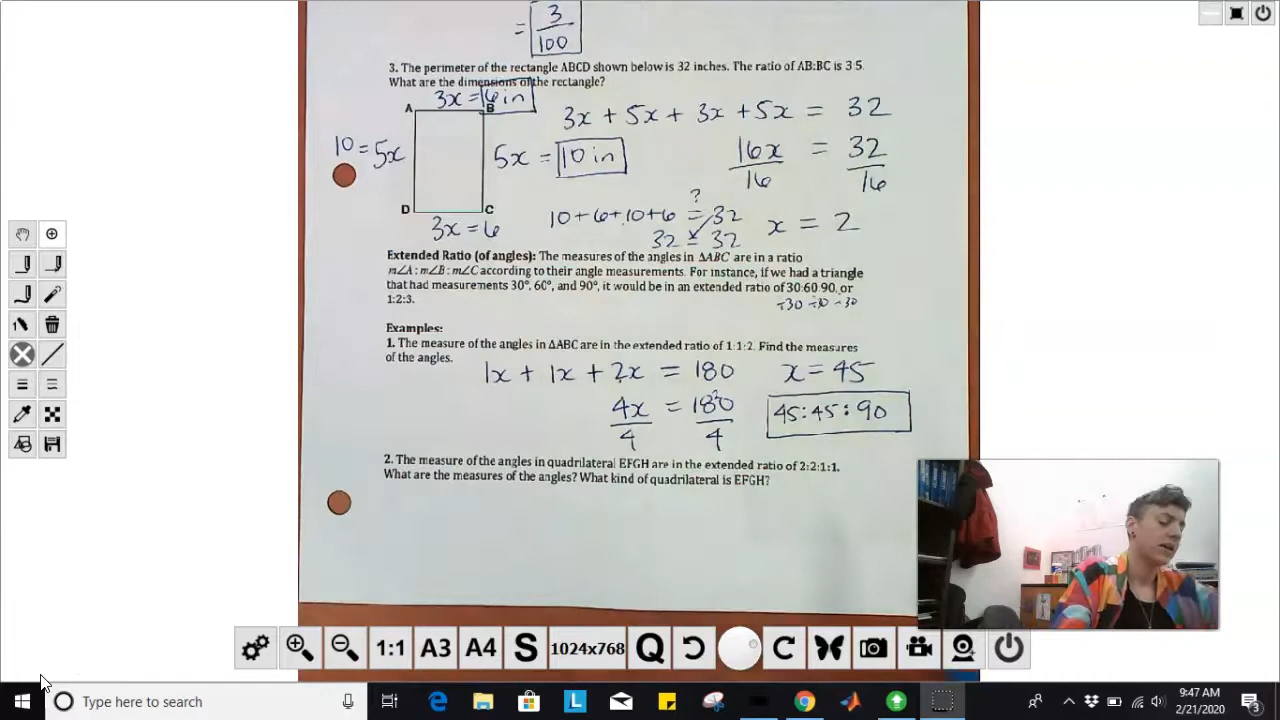 = 3/100
3. The perimeter of the rectangle ABCD shown below is 32 inches. The ratio of AB:BC is 3:5.
What are the dimensions of the rectangle?
3x = 6 in
A B
3x + 5x + 3x + 5x = 32
10 = 5x
5x = 10 in
16x/16 = 32/16
10 + 6 + 10 + 6 =? 32
x = 2
D C
3x = 6
32 = 32
Extended Ratio (of angles): The measures of the angles in ΔABC are in a ratio
m∠A : m∠B : m∠C according to their angle measurements. For instance, if we had a triangle
that had measurements 30°, 60°, and 90°, it would be in an extended ratio of 30:60:90, or
1:2:3.
÷30 ÷30 ÷30
Examples:
1. The measure of the angles in ΔABC are in the extended ratio of 1:1:2. Find the measures
of the angles.
1x + 1x + 2x = 180
x = 45
4x/4 = 180/4
45:45:90
2. The measure of the angles in quadrilateral EFGH are in the extended ratio of 2:2:1:1.
What are the measures of the angles? What kind of quadrilateral is EFGH?
1:1
A3
A4
S
1024x768
Q
Type here to search
9:47 AM
2/21/2020
3